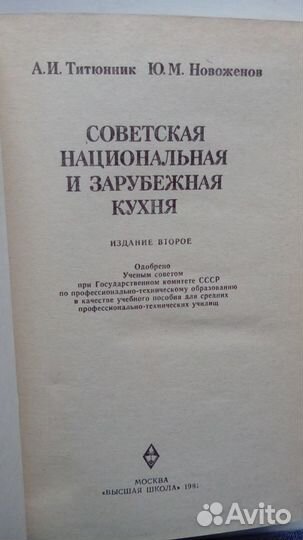 А. И. Титюнник Ю. М. Новоженов
СОВЕТСКАЯ
НАЦИОНАЛЬНАЯ
И ЗАРУБЕЖНАЯ
КУХНЯ
ИЗДАНИЕ ВТОРОЕ
Одобрено
Ученым советом
при Государственном комитете СССР
по профессионально-техническому образованию
в качестве учебного пособия для средних
профессионально-технических училищ
МОСКВА
«ВЫСШАЯ ШКОЛА»
Avito